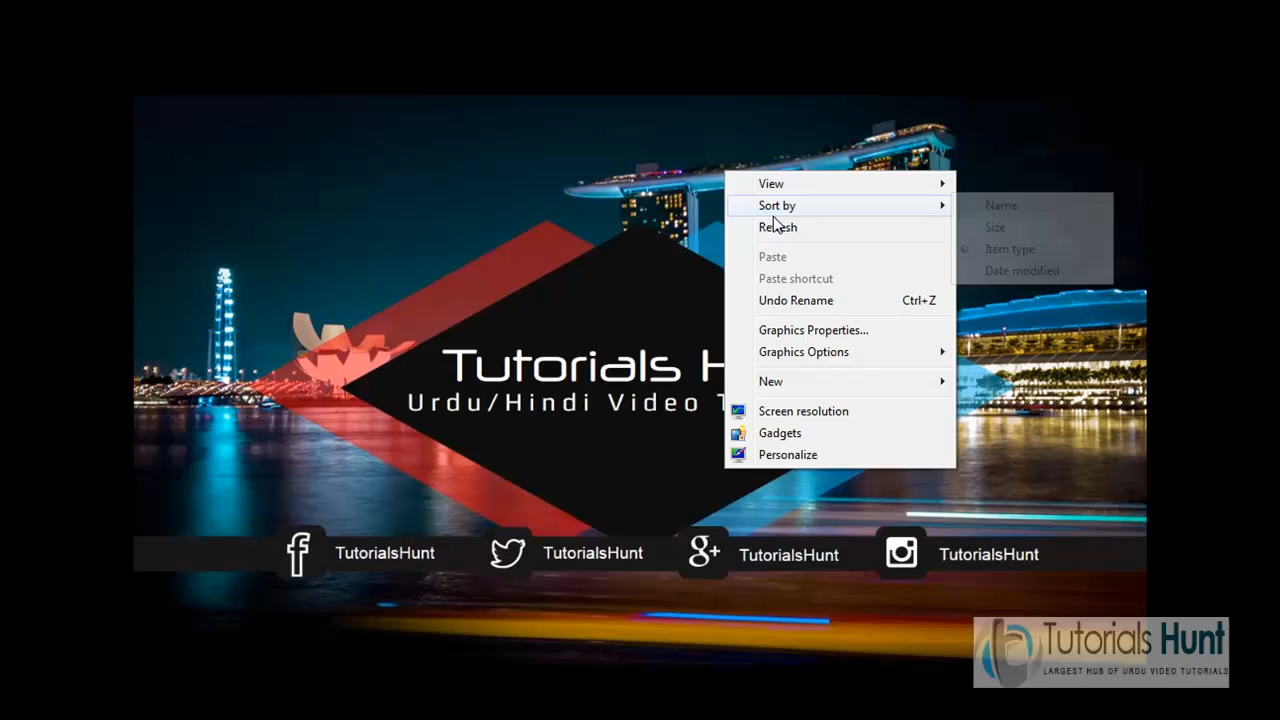 View
Sort by
Refresh
Paste
Paste shortcut
Undo Rename Ctrl+Z
Graphics Properties...
Graphics Options
New
Screen resolution
Gadgets
Personalize
Name
Size
Item type
Date modified
Tutorials H
Urdu/Hindi Video T
TutorialsHunt
TutorialsHunt
TutorialsHunt
TutorialsHunt
Tutorials Hunt
LARGEST HUB OF URDU VIDEO TUTORIALS